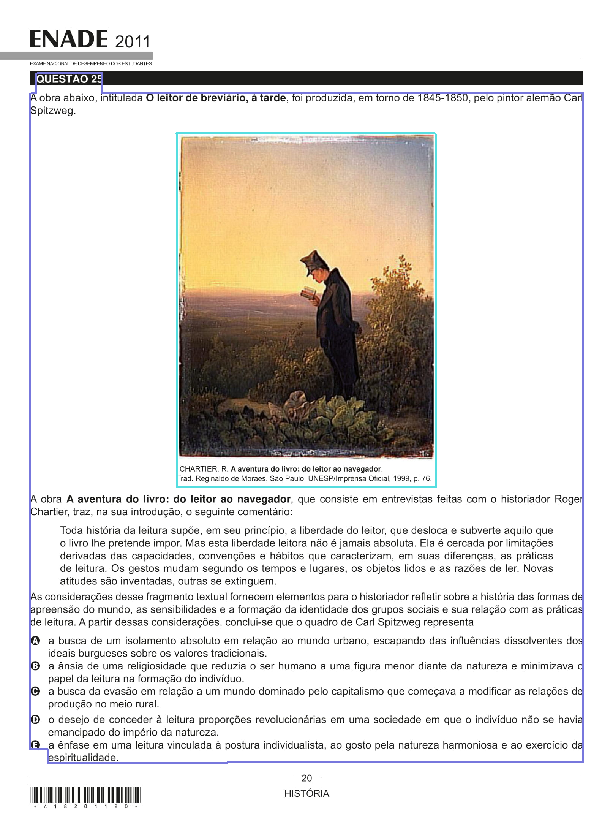 ENADE 2011
EXAME NACIONAL DE DESEMPENHO DOS ESTUDANTES
QUESTÃO 25
A obra abaixo, intitulada O leitor de breviário, à tarde, foi produzida, em torno de 1845-1850, pelo pintor alemão Carl
Spitzweg.
CHARTIER, R. A aventura do livro: do leitor ao navegador.
Trad. Reginaldo de Moraes. São Paulo: UNESP/Imprensa Oficial, 1999, p. 76.
A obra A aventura do livro: do leitor ao navegador, que consiste em entrevistas feitas com o historiador Roger
Chartier, traz, na sua introdução, o seguinte comentário:
Toda história da leitura supõe, em seu princípio, a liberdade do leitor, que desloca e subverte aquilo que
o livro lhe pretende impor. Mas esta liberdade leitora não é jamais absoluta. Ela é cercada por limitações
derivadas das capacidades, convenções e hábitos que caracterizam, em suas diferenças, as práticas
de leitura. Os gestos mudam segundo os tempos e lugares, os objetos lidos e as razões de ler. Novas
atitudes são inventadas, outras se extinguem.
As considerações desse fragmento textual fornecem elementos para o historiador refletir sobre a história das formas de
apreensão do mundo, as sensibilidades e a formação da identidade dos grupos sociais e sua relação com as práticas
de leitura. A partir dessas considerações, conclui-se que o quadro de Carl Spitzweg representa
A a busca de um isolamento absoluto em relação ao mundo urbano, escapando das influências dissolventes dos
ideais burgueses sobre os valores tradicionais.
B a ânsia de uma religiosidade que reduzia o ser humano a uma figura menor diante da natureza e minimizava o
papel da leitura na formação do indivíduo.
C a busca da evasão em relação a um mundo dominado pelo capitalismo que começava a modificar as relações de
produção no meio rural.
D o desejo de conceder à leitura proporções revolucionárias em uma sociedade em que o indivíduo não se havia
emancipado do império da natureza.
E a ênfase em uma leitura vinculada à postura individualista, ao gosto pela natureza harmoniosa e ao exercício da
espiritualidade.
20
HISTÓRIA